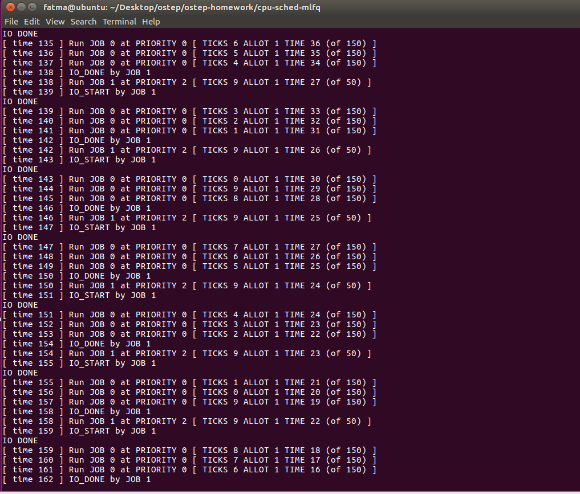 fatma@ubuntu: ~/Desktop/ostep/ostep-homework/cpu-sched-mlfq
File Edit View Search Terminal Help
IO DONE
[ time 135 ] Run JOB 0 at PRIORITY 0 [ TICKS 6 ALLOT 1 TIME 36 (of 150) ]
[ time 136 ] Run JOB 0 at PRIORITY 0 [ TICKS 5 ALLOT 1 TIME 35 (of 150) ]
[ time 137 ] Run JOB 0 at PRIORITY 0 [ TICKS 4 ALLOT 1 TIME 34 (of 150) ]
[ time 138 ] IO_DONE by JOB 1
[ time 138 ] Run JOB 1 at PRIORITY 2 [ TICKS 9 ALLOT 1 TIME 27 (of 50) ]
[ time 139 ] IO_START by JOB 1
IO DONE
[ time 139 ] Run JOB 0 at PRIORITY 0 [ TICKS 3 ALLOT 1 TIME 33 (of 150) ]
[ time 140 ] Run JOB 0 at PRIORITY 0 [ TICKS 2 ALLOT 1 TIME 32 (of 150) ]
[ time 141 ] Run JOB 0 at PRIORITY 0 [ TICKS 1 ALLOT 1 TIME 31 (of 150) ]
[ time 142 ] IO_DONE by JOB 1
[ time 142 ] Run JOB 1 at PRIORITY 2 [ TICKS 9 ALLOT 1 TIME 26 (of 50) ]
[ time 143 ] IO_START by JOB 1
IO DONE
[ time 143 ] Run JOB 0 at PRIORITY 0 [ TICKS 0 ALLOT 1 TIME 30 (of 150) ]
[ time 144 ] Run JOB 0 at PRIORITY 0 [ TICKS 9 ALLOT 1 TIME 29 (of 150) ]
[ time 145 ] Run JOB 0 at PRIORITY 0 [ TICKS 8 ALLOT 1 TIME 28 (of 150) ]
[ time 146 ] IO_DONE by JOB 1
[ time 146 ] Run JOB 1 at PRIORITY 2 [ TICKS 9 ALLOT 1 TIME 25 (of 50) ]
[ time 147 ] IO_START by JOB 1
IO DONE
[ time 147 ] Run JOB 0 at PRIORITY 0 [ TICKS 7 ALLOT 1 TIME 27 (of 150) ]
[ time 148 ] Run JOB 0 at PRIORITY 0 [ TICKS 6 ALLOT 1 TIME 26 (of 150) ]
[ time 149 ] Run JOB 0 at PRIORITY 0 [ TICKS 5 ALLOT 1 TIME 25 (of 150) ]
[ time 150 ] IO_DONE by JOB 1
[ time 150 ] Run JOB 1 at PRIORITY 2 [ TICKS 9 ALLOT 1 TIME 24 (of 50) ]
[ time 151 ] IO_START by JOB 1
IO DONE
[ time 151 ] Run JOB 0 at PRIORITY 0 [ TICKS 4 ALLOT 1 TIME 24 (of 150) ]
[ time 152 ] Run JOB 0 at PRIORITY 0 [ TICKS 3 ALLOT 1 TIME 23 (of 150) ]
[ time 153 ] Run JOB 0 at PRIORITY 0 [ TICKS 2 ALLOT 1 TIME 22 (of 150) ]
[ time 154 ] IO_DONE by JOB 1
[ time 154 ] Run JOB 1 at PRIORITY 2 [ TICKS 9 ALLOT 1 TIME 23 (of 50) ]
[ time 155 ] IO_START by JOB 1
IO DONE
[ time 155 ] Run JOB 0 at PRIORITY 0 [ TICKS 1 ALLOT 1 TIME 21 (of 150) ]
[ time 156 ] Run JOB 0 at PRIORITY 0 [ TICKS 0 ALLOT 1 TIME 20 (of 150) ]
[ time 157 ] Run JOB 0 at PRIORITY 0 [ TICKS 9 ALLOT 1 TIME 19 (of 150) ]
[ time 158 ] IO_DONE by JOB 1
[ time 158 ] Run JOB 1 at PRIORITY 2 [ TICKS 9 ALLOT 1 TIME 22 (of 50) ]
[ time 159 ] IO_START by JOB 1
IO DONE
[ time 159 ] Run JOB 0 at PRIORITY 0 [ TICKS 8 ALLOT 1 TIME 18 (of 150) ]
[ time 160 ] Run JOB 0 at PRIORITY 0 [ TICKS 7 ALLOT 1 TIME 17 (of 150) ]
[ time 161 ] Run JOB 0 at PRIORITY 0 [ TICKS 6 ALLOT 1 TIME 16 (of 150) ]
[ time 162 ] IO_DONE by JOB 1